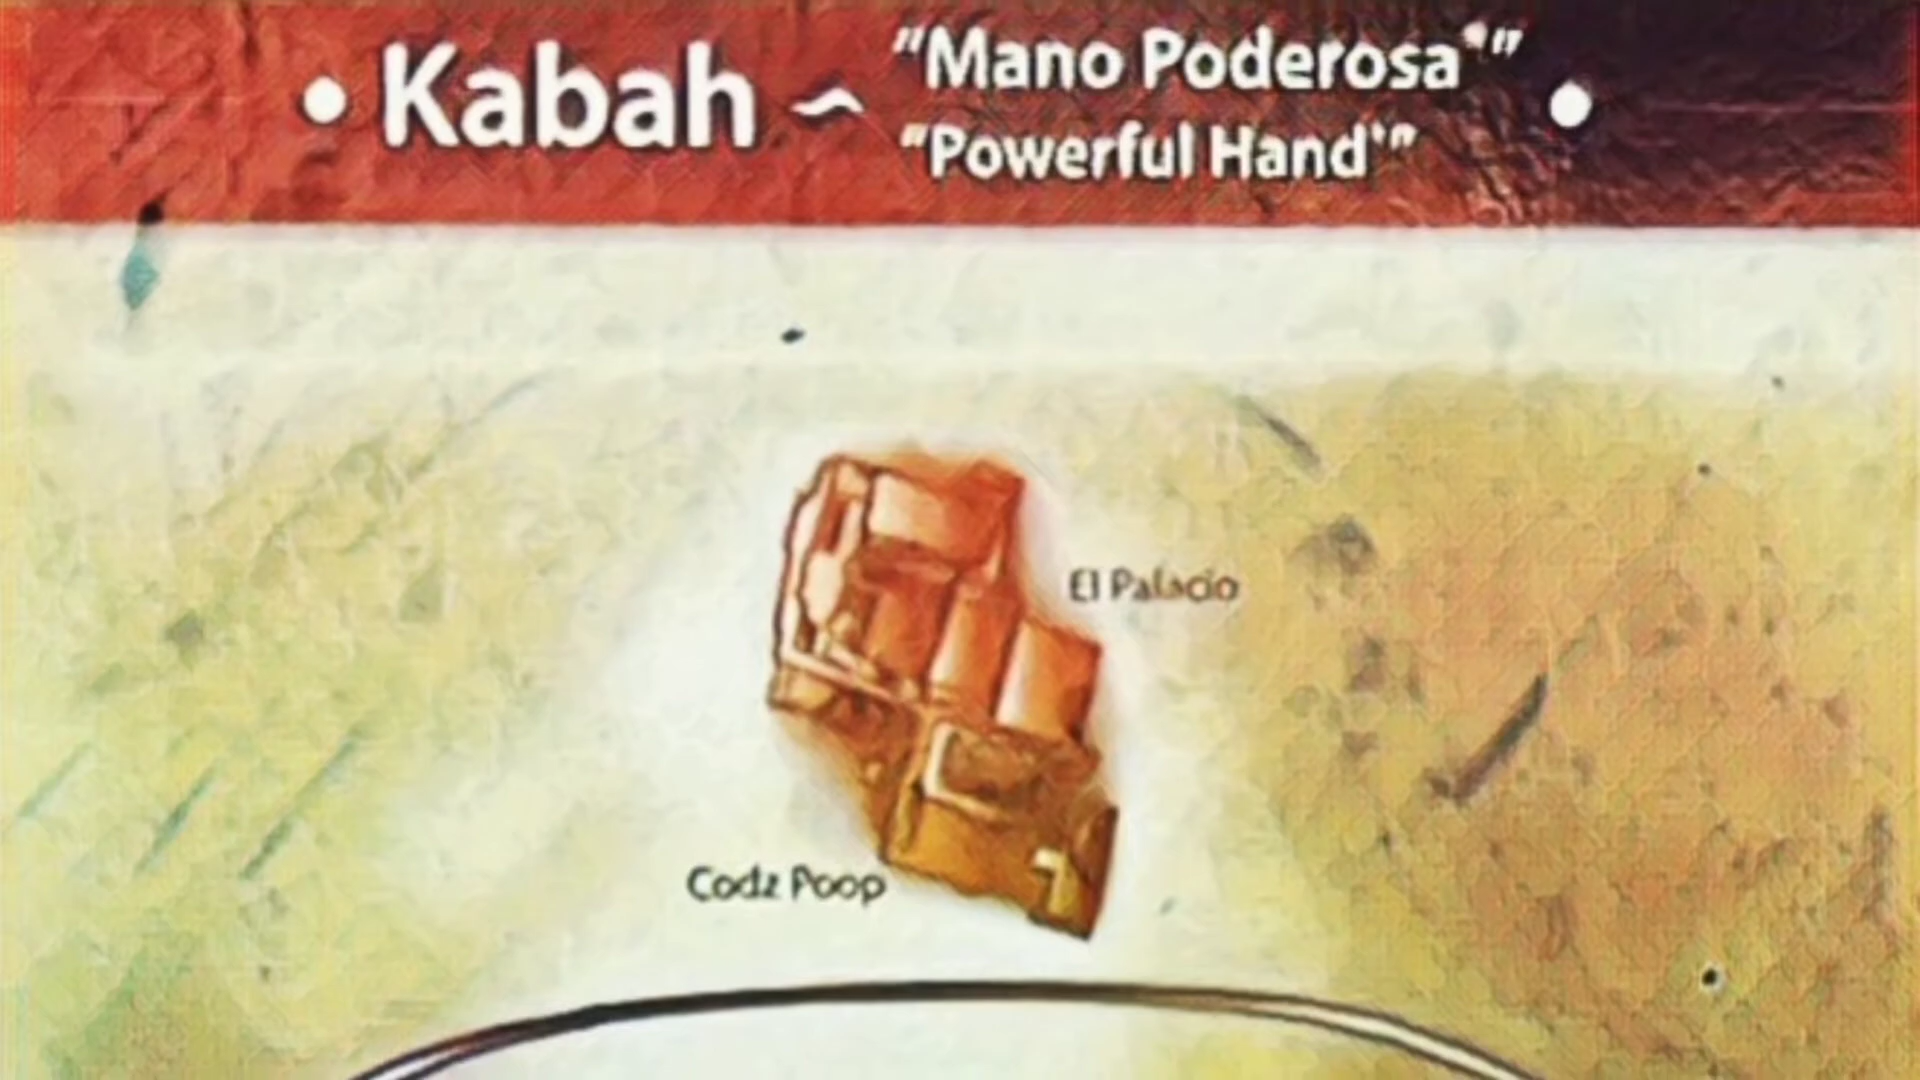 • Kabah ~ "Mano Poderosa"
"Powerful Hand" •
El Palacio
Codz Poop